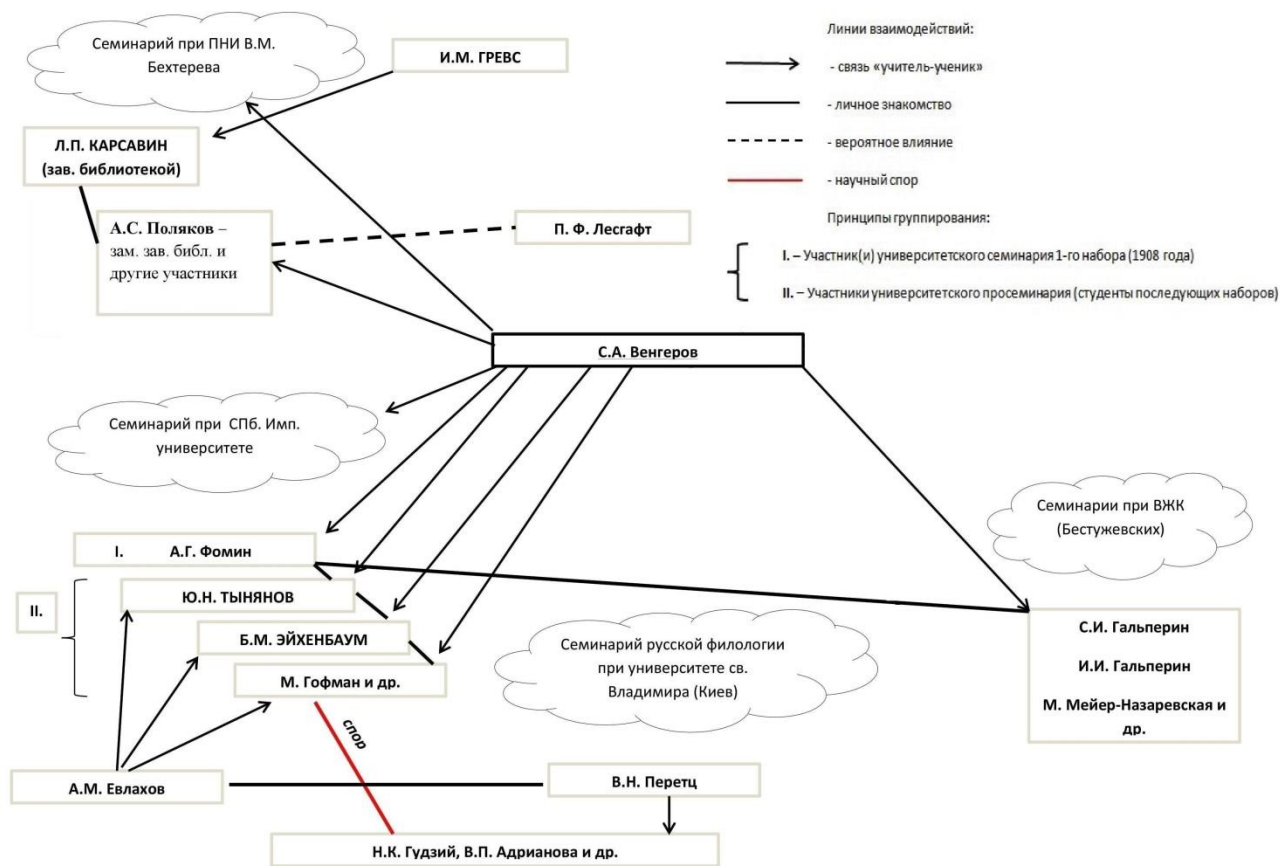 Семинарий при ПНИ В.М.
Бехтерева
И.М. ГРЕВС
Л.П. КАРСАВИН
(зав. библиотекой)
А.С. Поляков –
зам. зав. библ. и
другие участники
П. Ф. Лесгафт
Линии взаимодействий:
- связь «учитель-ученик»
- личное знакомство
- вероятное влияние
- научный спор
Принципы группирования:
I. – Участник(и) университетского семинария 1-го набора (1908 года)
II. – Участники университетского просеминария (студенты последующих наборов)
С.А. Венгеров
Семинарий при СПб. Имп.
университете
Семинарии при ВЖК
(Бестужевских)
I. А.Г. Фомин
II.
Ю.Н. ТЫНЯНОВ
Б.М. ЭЙХЕНБАУМ
М. Гофман и др.
Семинарий русской филологии
при университете св.
Владимира (Киев)
С.И. Гальперин
И.И. Гальперин
М. Мейер-Назаревская и
др.
спор
А.М. Евлахов
В.Н. Перетц
Н.К. Гудзий, В.П. Адрианова и др.